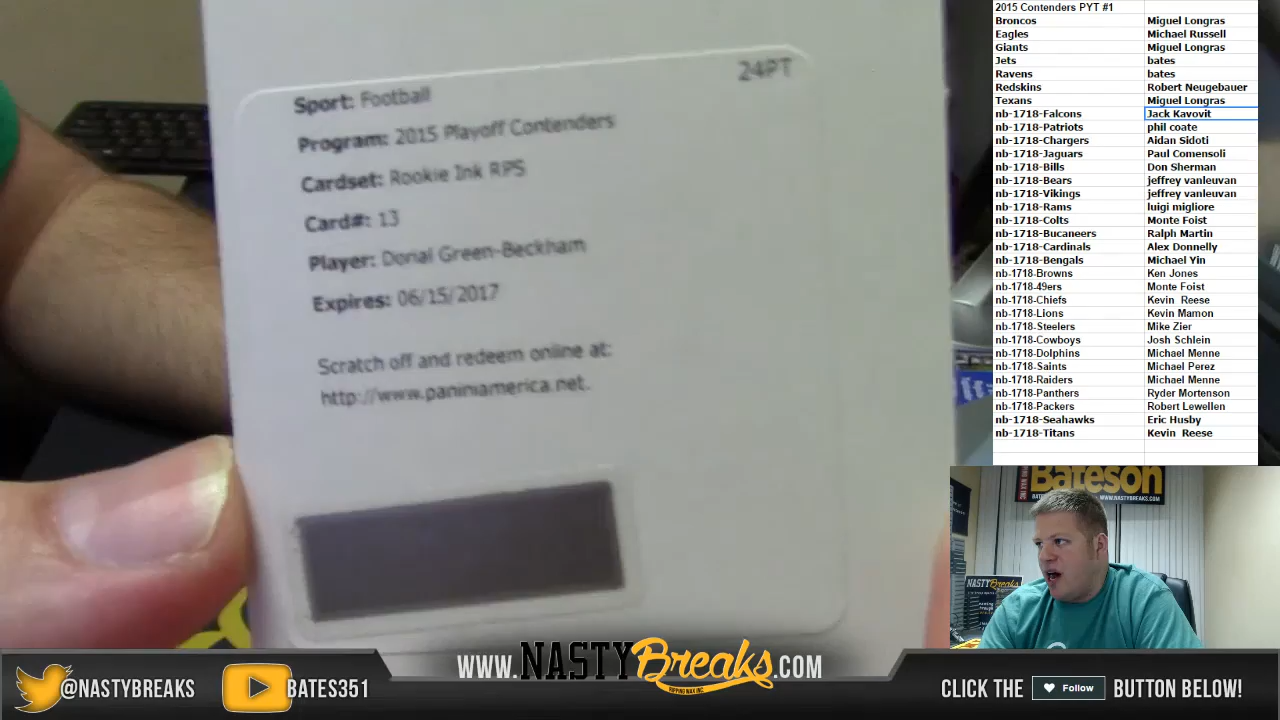 24PT
Sport: Football
Program: 2015 Playoff Contenders
Cardset: Rookie Ink RPS
Card#: 13
Player: Donal Green-Beckham
Expires: 06/15/2017
Scratch off and redeem online at:
http://www.paniniamerica.net.
2015 Contenders PYT #1
Broncos Miguel Longras
Eagles Michael Russell
Giants Miguel Longras
Jets bates
Ravens bates
Redskins Robert Neugebauer
Texans Miguel Longras
nb-1718-Falcons Jack Kavovit
nb-1718-Patriots phil coate
nb-1718-Chargers Aidan Sidoti
nb-1718-Jaguars Paul Comensoli
nb-1718-Bills Don Sherman
nb-1718-Bears jeffrey vanleuvan
nb-1718-Vikings jeffrey vanleuvan
nb-1718-Rams luigi migliore
nb-1718-Colts Monte Foist
nb-1718-Bucaneers Ralph Martin
nb-1718-Cardinals Alex Donnelly
nb-1718-Bengals Michael Yin
nb-1718-Browns Ken Jones
nb-1718-49ers Monte Foist
nb-1718-Chiefs Kevin Reese
nb-1718-Lions Kevin Mamon
nb-1718-Steelers Mike Zier
nb-1718-Cowboys Josh Schlein
nb-1718-Dolphins Michael Menne
nb-1718-Saints Michael Perez
nb-1718-Raiders Michael Menne
nb-1718-Panthers Ryder Mortenson
nb-1718-Packers Robert Lewellen
nb-1718-Seahawks Eric Husby
nb-1718-Titans Kevin Reese
Bateson
WWW.NASTYBREAKS.COM
NASTY
@NASTYBREAKS
BATES351
WWW.NASTYBreaks.COM
RIPPING WAX INC.
CLICK THE Follow BUTTON BELOW!